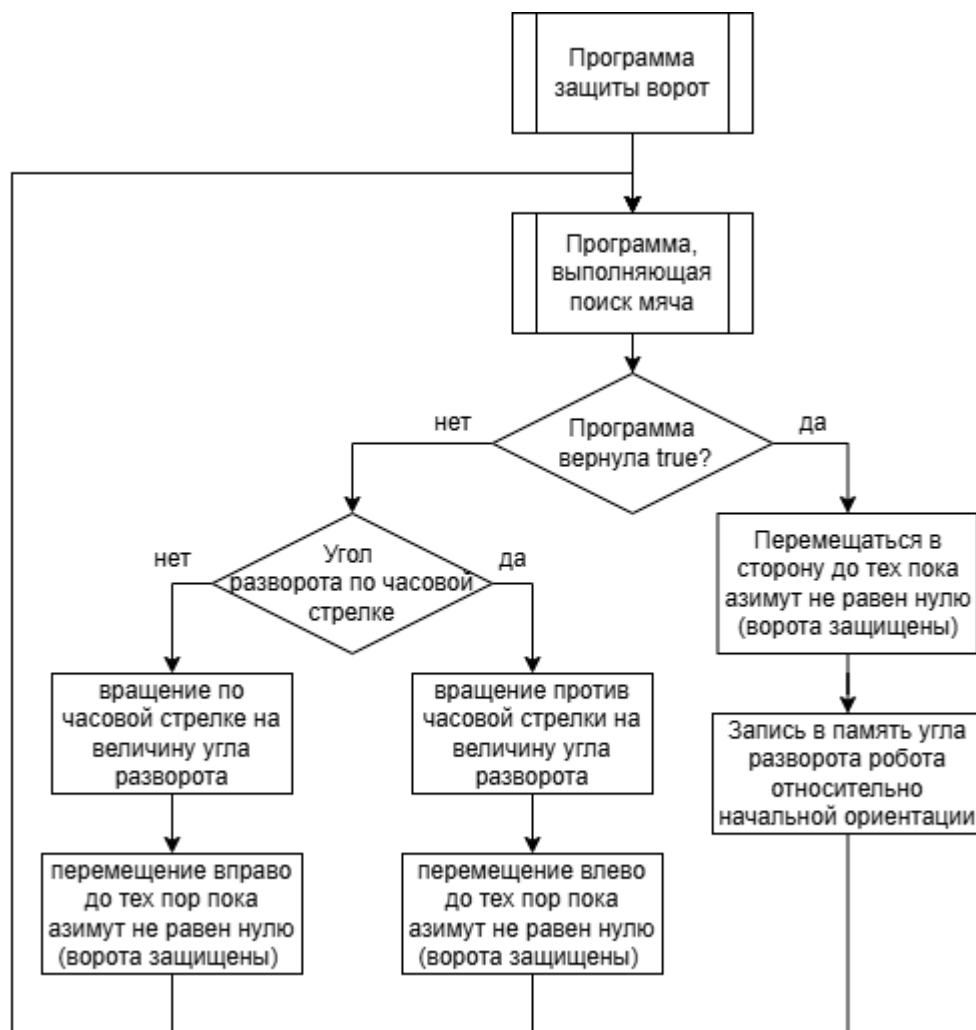 Программа
защиты ворот
Программа,
выполняющая
поиск мяча
нет
Программа
вернула true?
да
нет
Угол
разворота по часовой
стрелке
да
Перемещаться в
сторону до тех пока
азимут не равен нулю
(ворота защищены)
вращение по
часовой стрелке на
величину угла
разворота
вращение против
часовой стрелки на
величину угла
разворота
Запись в память угла
разворота робота
относительно
начальной ориентации
перемещение вправо
до тех пор пока
азимут не равен нулю
(ворота защищены)
перемещение влево
до тех пор пока
азимут не равен нулю
(ворота защищены)